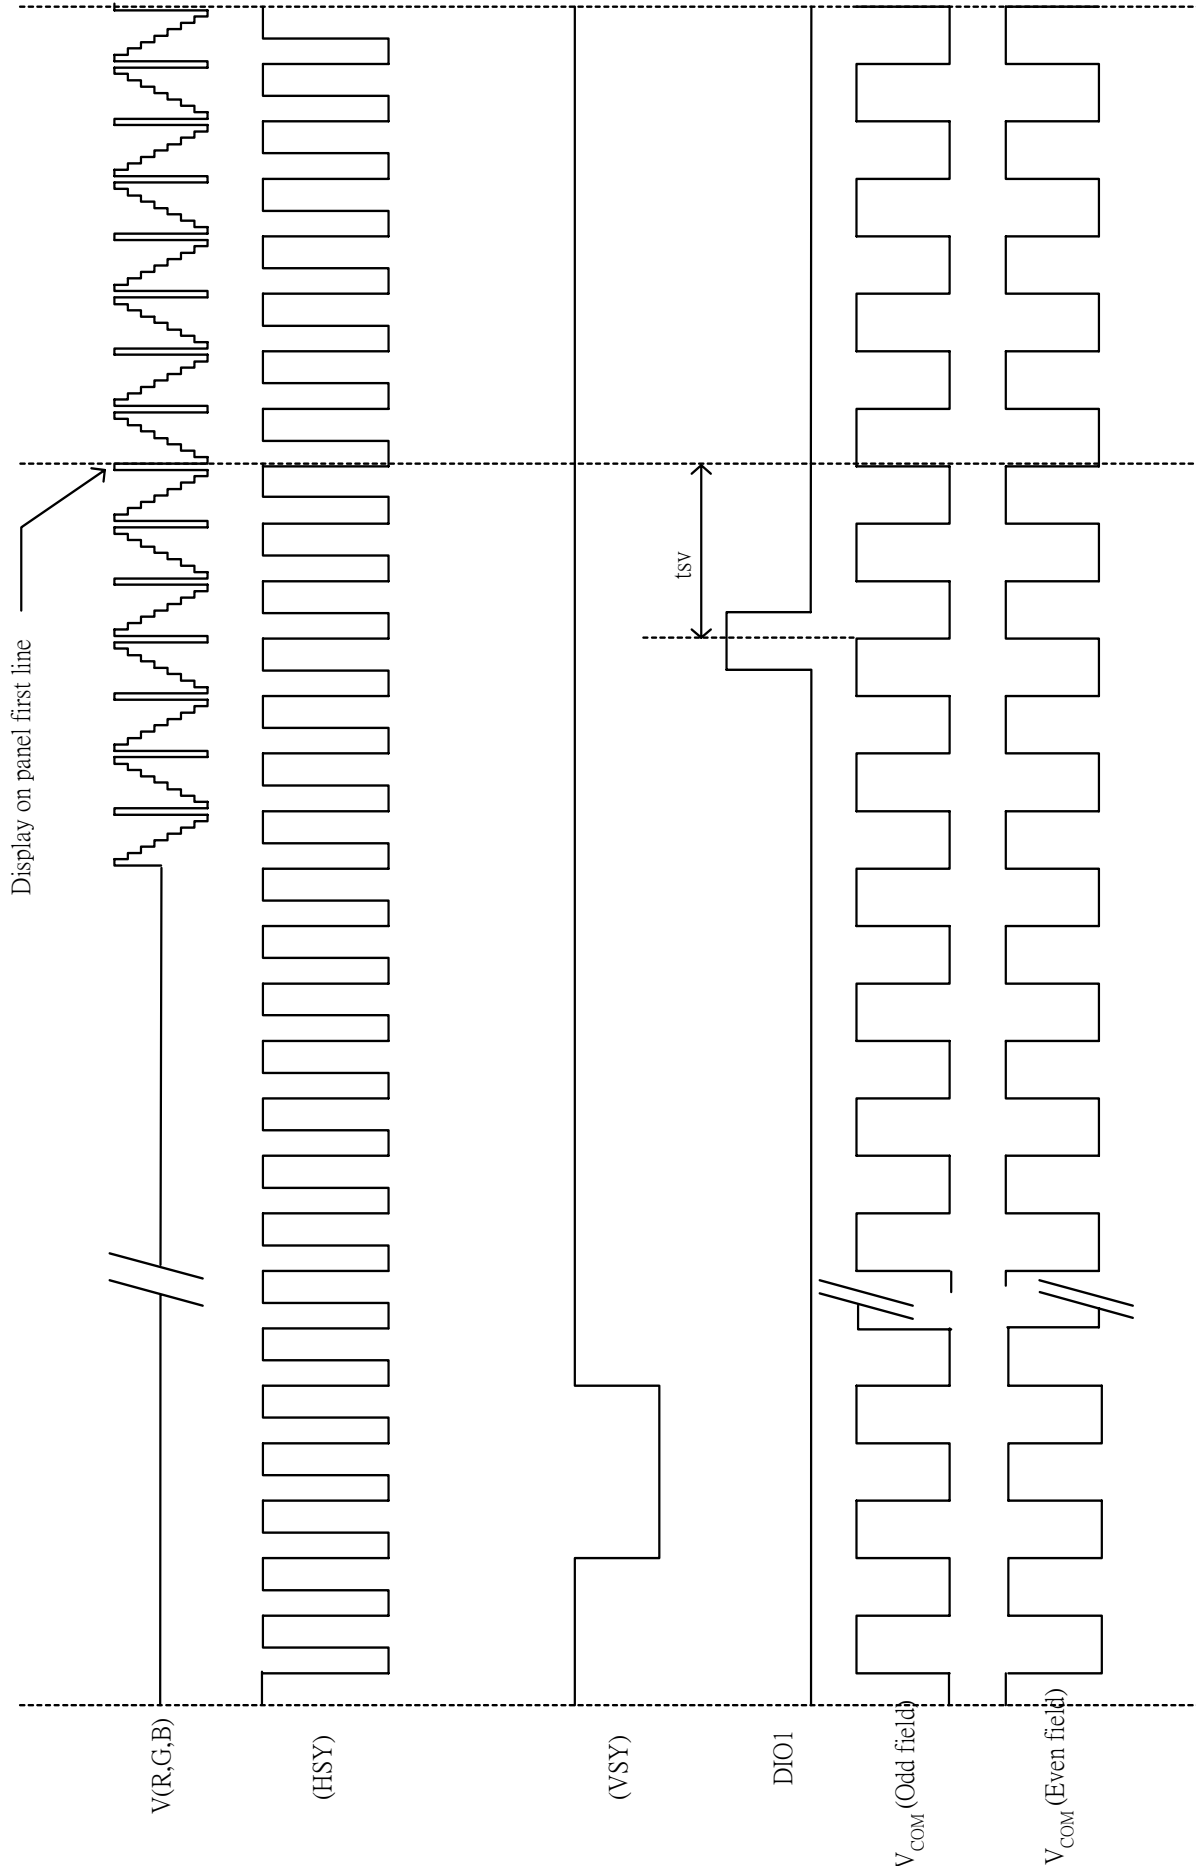 Display on panel first line
tsv
V(R,G,B)
(HSY)
(VSY)
DIO1
VCOM (Odd field)
VCOM (Even field)